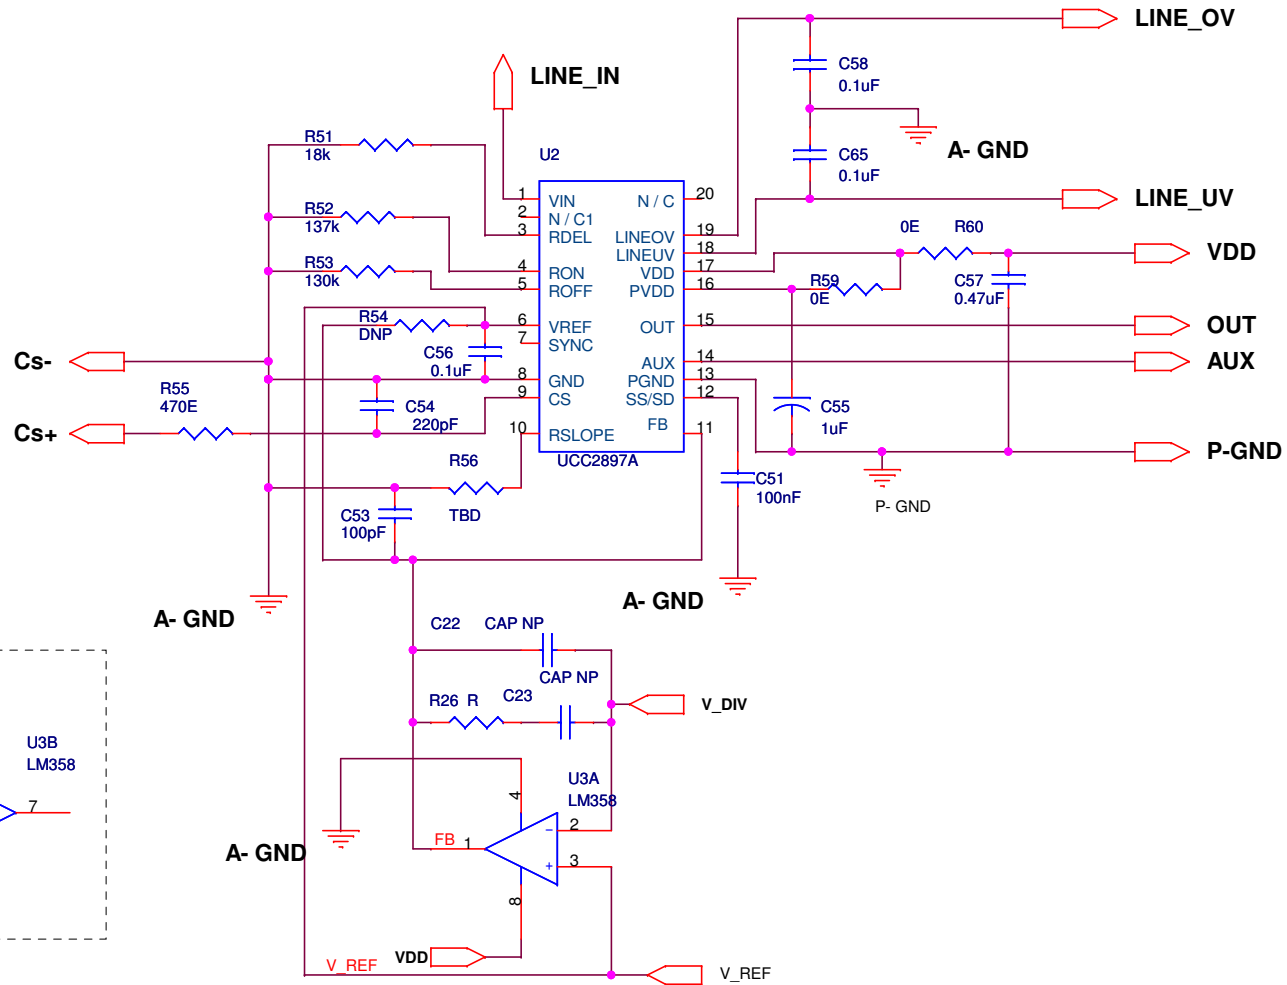 LINE_OV
C58
0.1uF
LINE_IN
A- GND
R51
18k
U2
C65
0.1uF
1 VIN N / C 20
2 N / C1
3 RDEL LINEOV 19
LINEUV 18
LINE_UV
R52
137k
0E R60
4 RON VDD 17
VDD
R53
130k
5 ROFF PVDD 16
R59
0E
C57
0.47uF
R54
DNP
6 VREF OUT 15
OUT
7 SYNC
C56
0.1uF
AUX 14
AUX
Cs-
8 GND PGND 13
9 CS SS/SD 12
R55
470E
C54
220pF
C55
1uF
Cs+
10 RSLOPE FB 11
UCC2897A
P-GND
R56
TBD
C51
100nF
P- GND
C53
100pF
A- GND
A- GND
C22 CAP NP
CAP NP
R26 R C23
V_DIV
U3B
LM358
7
U3A
LM358
4
2
−
FB 1
A- GND
3
+
8
VDD
V_REF
V_REF